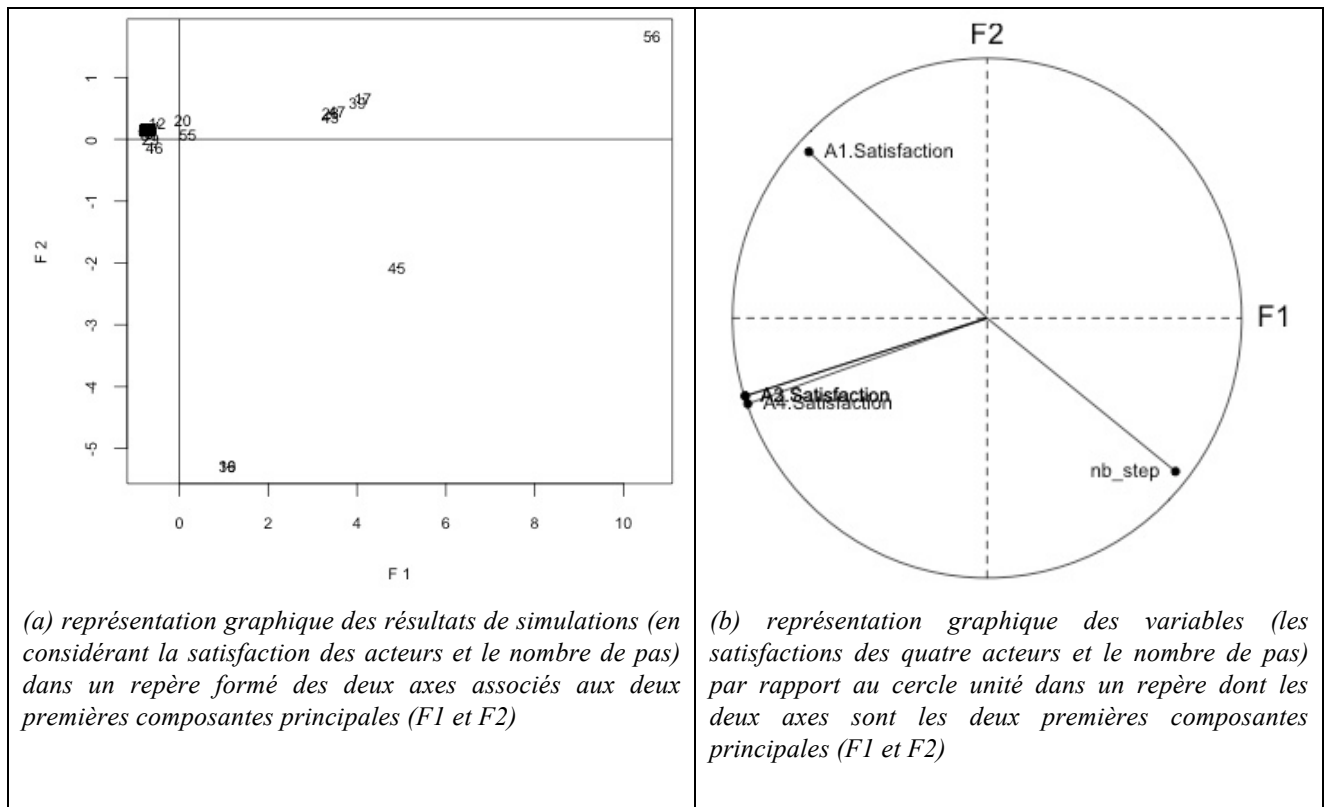 56
1
17
39
47
43
12
20
0
55
46
-1
F 2
-2
45
-3
-4
-5
0 2 4 6 8 10
F 1
F2
A1.Satisfaction
F1
A4.Satisfaction
nb_step
(a) représentation graphique des résultats de simulations (en
considérant la satisfaction des acteurs et le nombre de pas)
dans un repère formé des deux axes associés aux deux
premières composantes principales (F1 et F2)
(b) représentation graphique des variables (les
satisfactions des quatre acteurs et le nombre de pas)
par rapport au cercle unité dans un repère dont les
deux axes sont les deux premières composantes
principales (F1 et F2)